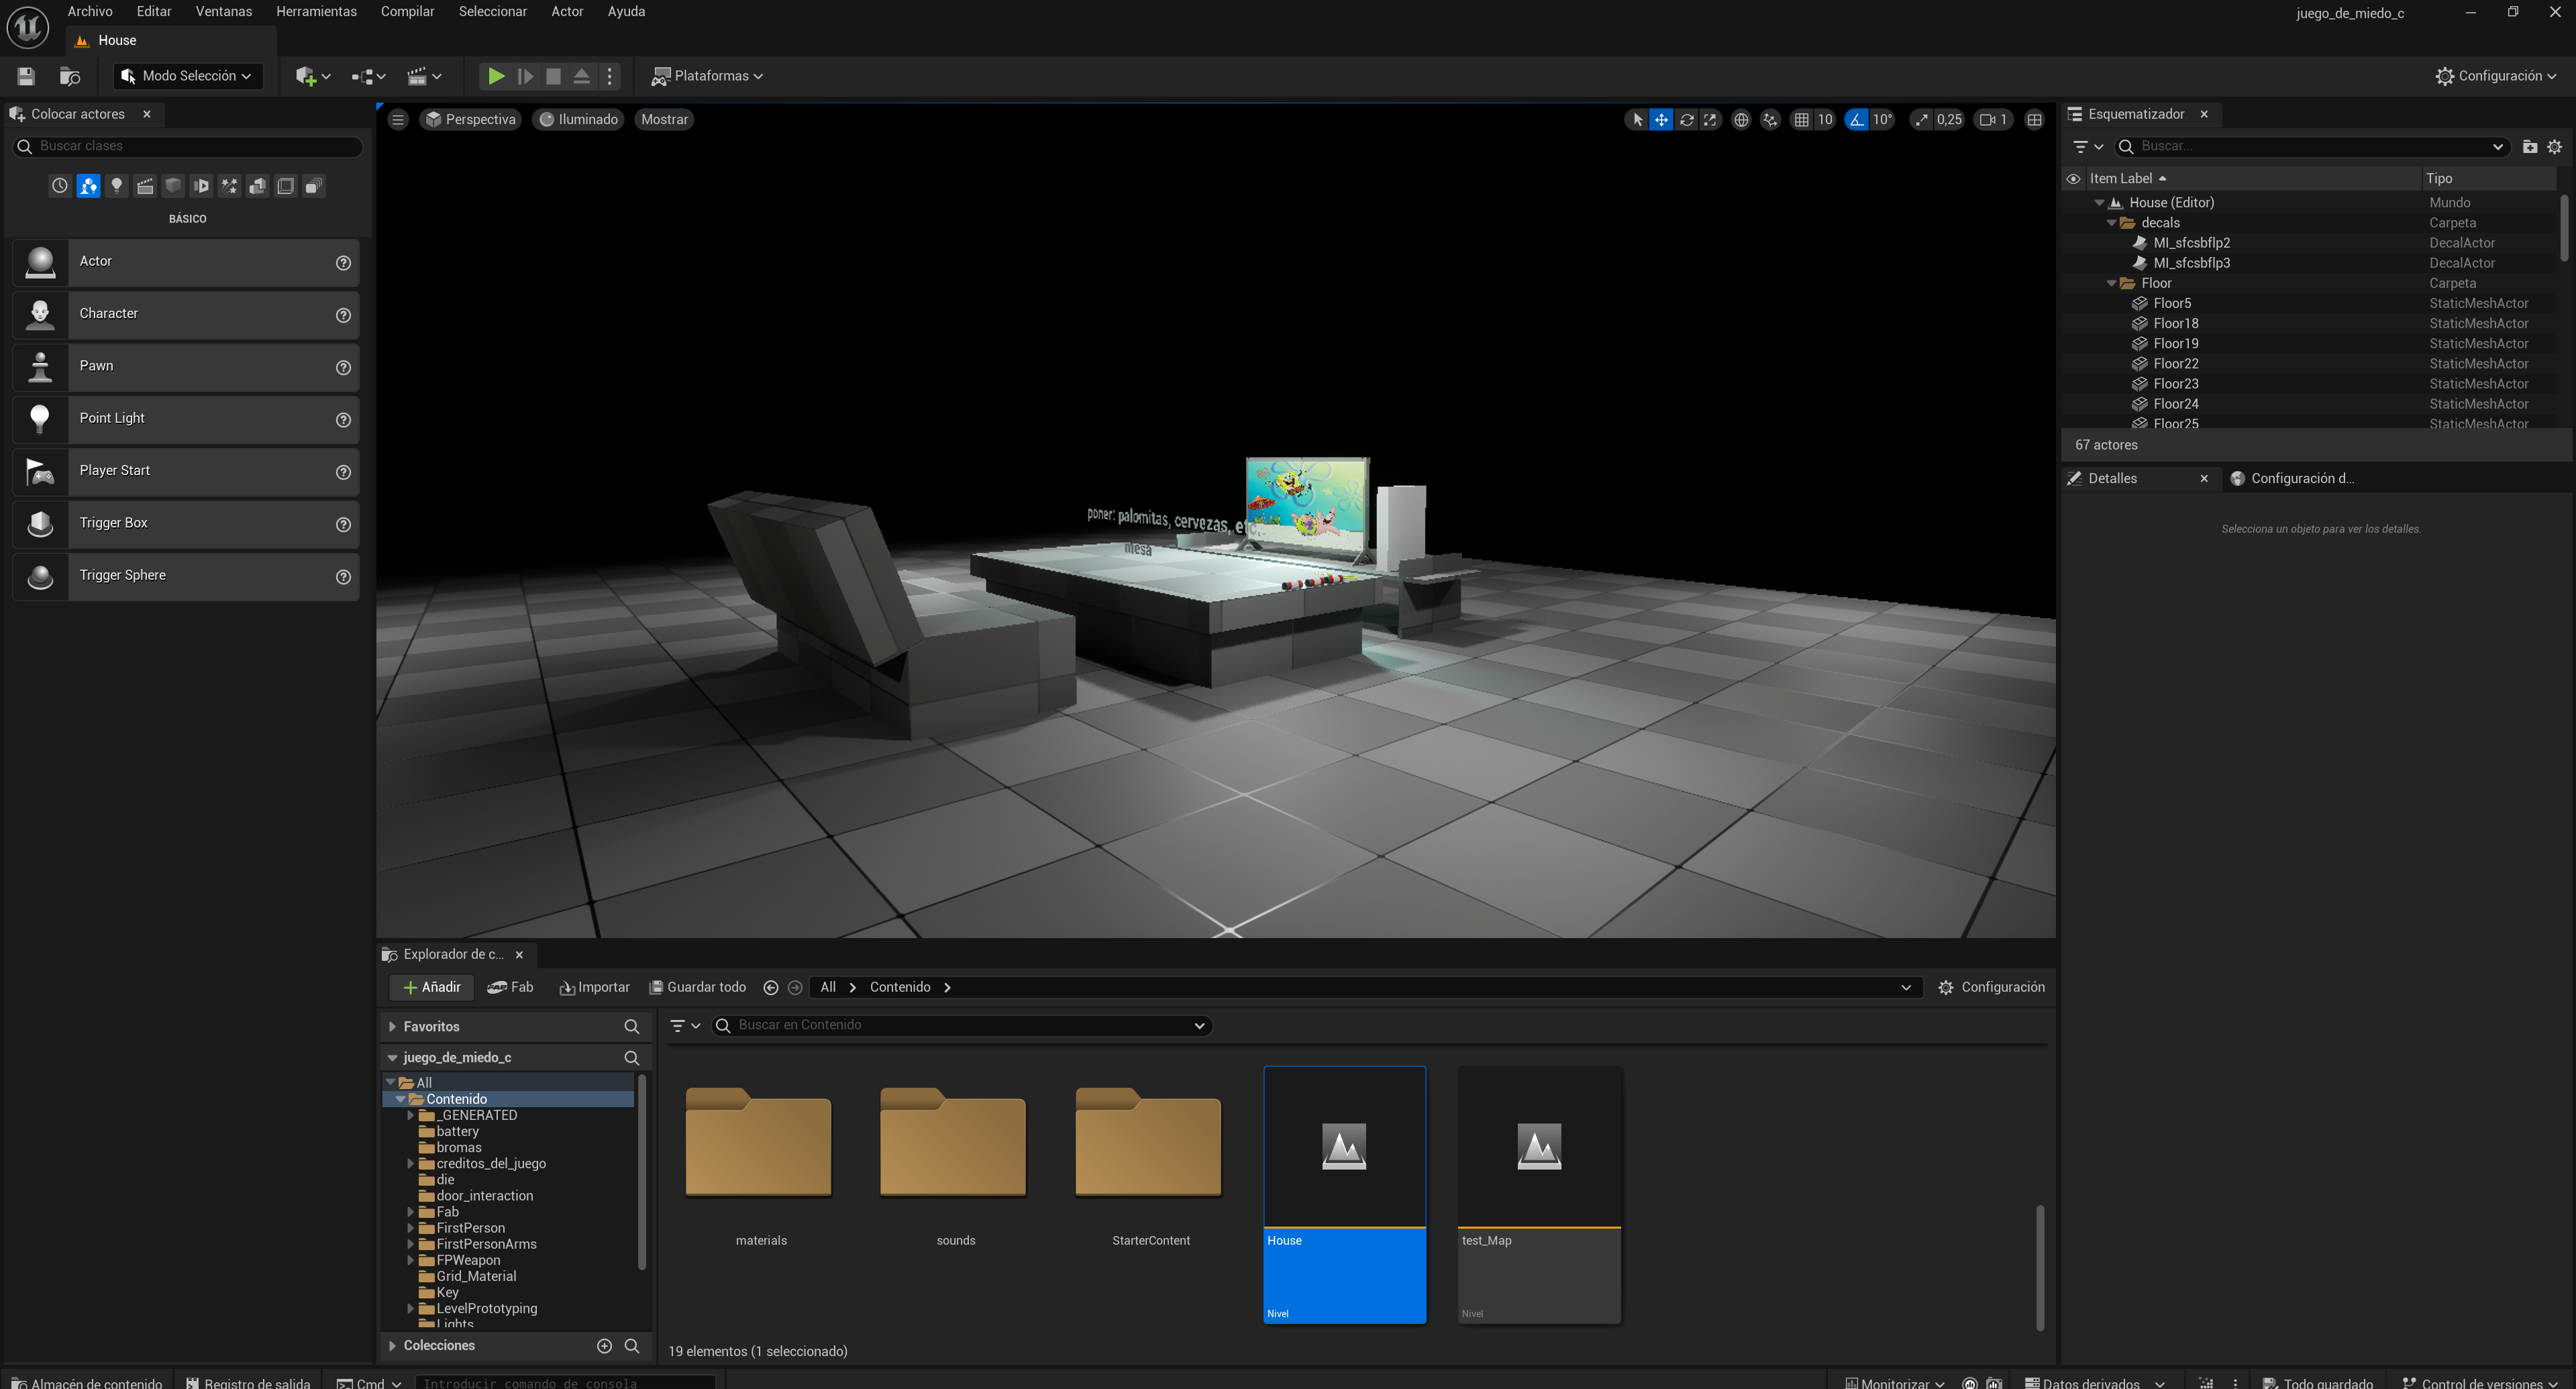 Archivo Editar Ventanas Herramientas Compilar Seleccionar Actor Ayuda
juego_de_miedo_c
House
Modo Selección
Plataformas
Configuración
Colocar actores
Buscar clases
BÁSICO
Actor
Character
Pawn
Point Light
Player Start
Trigger Box
Trigger Sphere
Perspectiva Iluminado Mostrar
10 10° 0,25 1
poner: palomitas, cervezas, etc
mesa
Esquematizador
Buscar...
Item Label Tipo
House (Editor) Mundo
decals Carpeta
MI_sfcsbflp2 DecalActor
MI_sfcsbflp3 DecalActor
Floor Carpeta
Floor5 StaticMeshActor
Floor18 StaticMeshActor
Floor19 StaticMeshActor
Floor22 StaticMeshActor
Floor23 StaticMeshActor
Floor24 StaticMeshActor
Floor25 StaticMeshActor
67 actores
Detalles
Configuración d...
Selecciona un objeto para ver los detalles.
Explorador de c...
Añadir Fab Importar Guardar todo All Contenido Configuración
Favoritos
juego_de_miedo_c
All
Contenido
_GENERATED
battery
bromas
creditos_del_juego
die
door_interaction
Fab
FirstPerson
FirstPersonArms
FPWeapon
Grid_Material
Key
LevelPrototyping
Lights
Colecciones
Buscar en Contenido
materials
sounds
StarterContent
House
Nivel
test_Map
Nivel
19 elementos (1 seleccionado)
Almacén de contenido Registro de salida Cmd Introducir comando de consola
Monitorizar Datos derivados Todo guardado Control de versiones